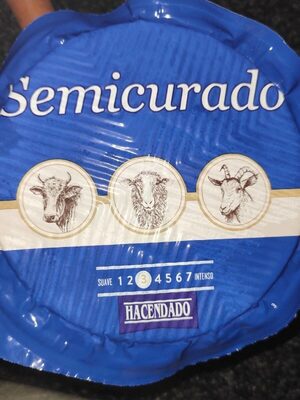 Semicurado
SUAVE 1 2 3 4 5 6 7 INTENSO
HACENDADO